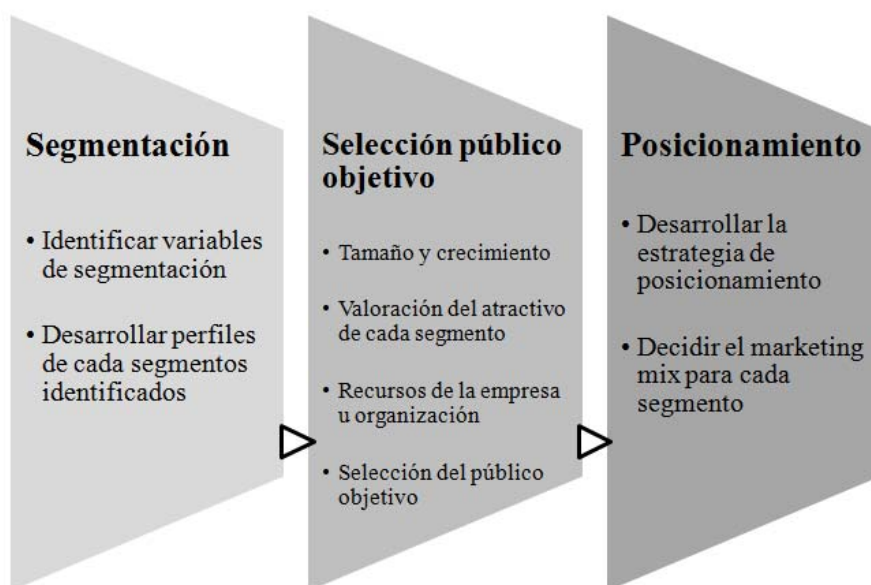 Segmentación
• Identificar variables
de segmentación
• Desarrollar perfiles
de cada segmentos
identificados
Selección público
objetivo
• Tamaño y crecimiento
• Valoración del atractivo
de cada segmento
• Recursos de la empresa
u organización
• Selección del público
objetivo
Posicionamiento
• Desarrollar la
estrategia de
posicionamiento
• Decidir el marketing
mix para cada
segmento